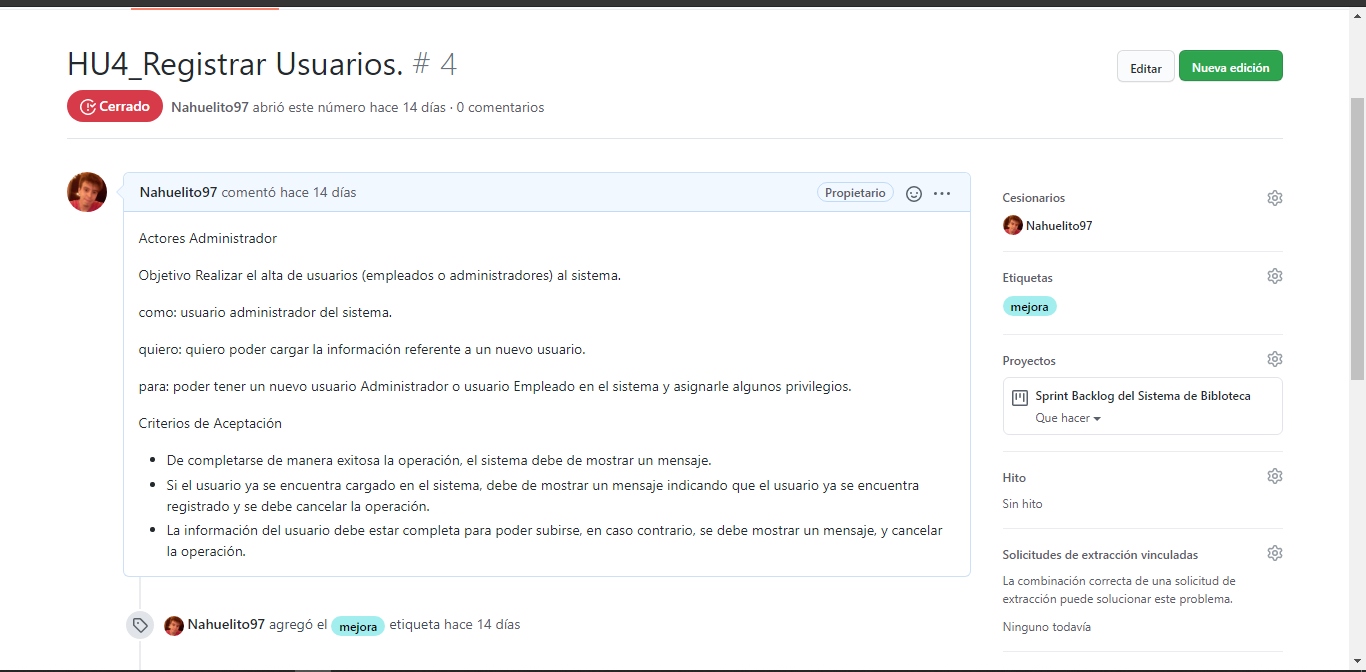 HU4_Registrar Usuarios. # 4
Editar
Nueva edición
Cerrado
Nahuelito97 abrió este número hace 14 días · 0 comentarios
Nahuelito97 comentó hace 14 días
Propietario
Actores Administrador
Objetivo Realizar el alta de usuarios (empleados o administradores) al sistema.
como: usuario administrador del sistema.
quiero: quiero poder cargar la información referente a un nuevo usuario.
para: poder tener un nuevo usuario Administrador o usuario Empleado en el sistema y asignarle algunos privilegios.
Criterios de Aceptación
De completarse de manera exitosa la operación, el sistema debe de mostrar un mensaje.
Si el usuario ya se encuentra cargado en el sistema, debe de mostrar un mensaje indicando que el usuario ya se encuentra
registrado y se debe cancelar la operación.
La información del usuario debe estar completa para poder subirse, en caso contrario, se debe mostrar un mensaje, y cancelar
la operación.
Nahuelito97 agregó el mejora etiqueta hace 14 días
Cesionarios
Nahuelito97
Etiquetas
mejora
Proyectos
Sprint Backlog del Sistema de Bibloteca
Que hacer
Hito
Sin hito
Solicitudes de extracción vinculadas
La combinación correcta de una solicitud de
extracción puede solucionar este problema.
Ninguno todavía